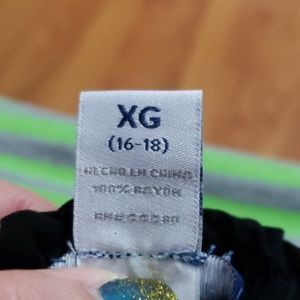 XG
(16-18)
HECHO EN CHINA
100% RAYON